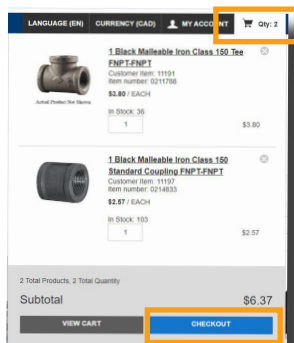 LANGUAGE (EN) CURRENCY (CAD) MY ACCOUNT Qty: 2
1 Black Malleable Iron Class 150 Tee
FNPT-FNPT
Customer Item: 11191
Item number: 0211788
$3.80 / EACH
Actual Product Not Shown
In Stock: 36
1 $3.80
1 Black Malleable Iron Class 150
Standard Coupling FNPT-FNPT
Customer Item: 11197
Item number: 0214833
$2.57 / EACH
In Stock: 103
1 $2.57
2 Total Products, 2 Total Quantity
Subtotal $6.37
VIEW CART CHECKOUT